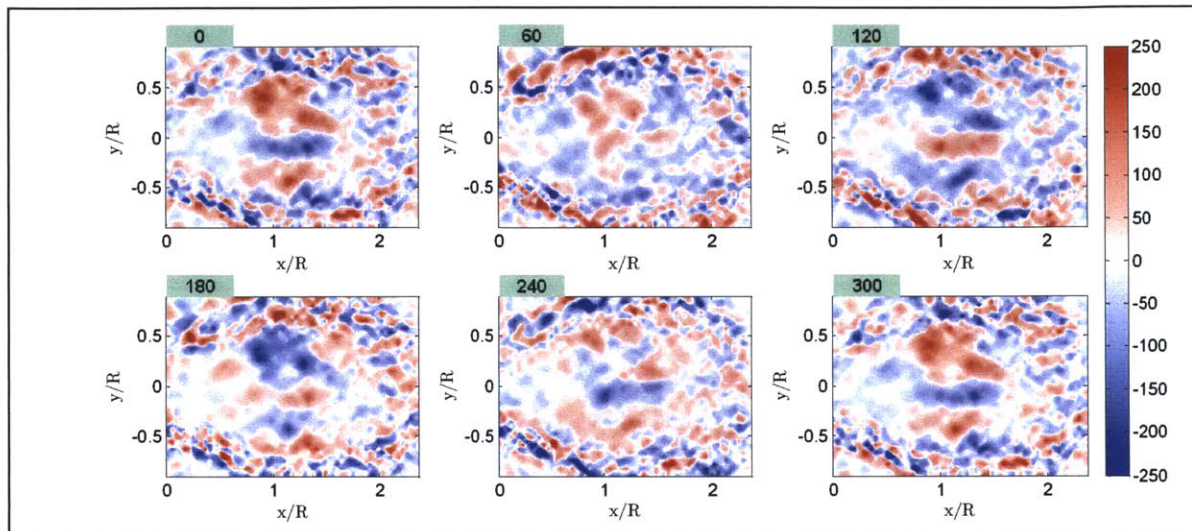 0 60 120
0.5 0.5 0.5 250
y/R 0 y/R 0 y/R 0 200
-0.5 -0.5 -0.5 150
0 1 2 0 1 2 0 1 2 100
x/R x/R x/R 50
180 240 300 0
0.5 0.5 0.5 -50
y/R 0 y/R 0 y/R 0 -100
-0.5 -0.5 -0.5 -150
0 1 2 0 1 2 0 1 2 -200
x/R x/R x/R -250